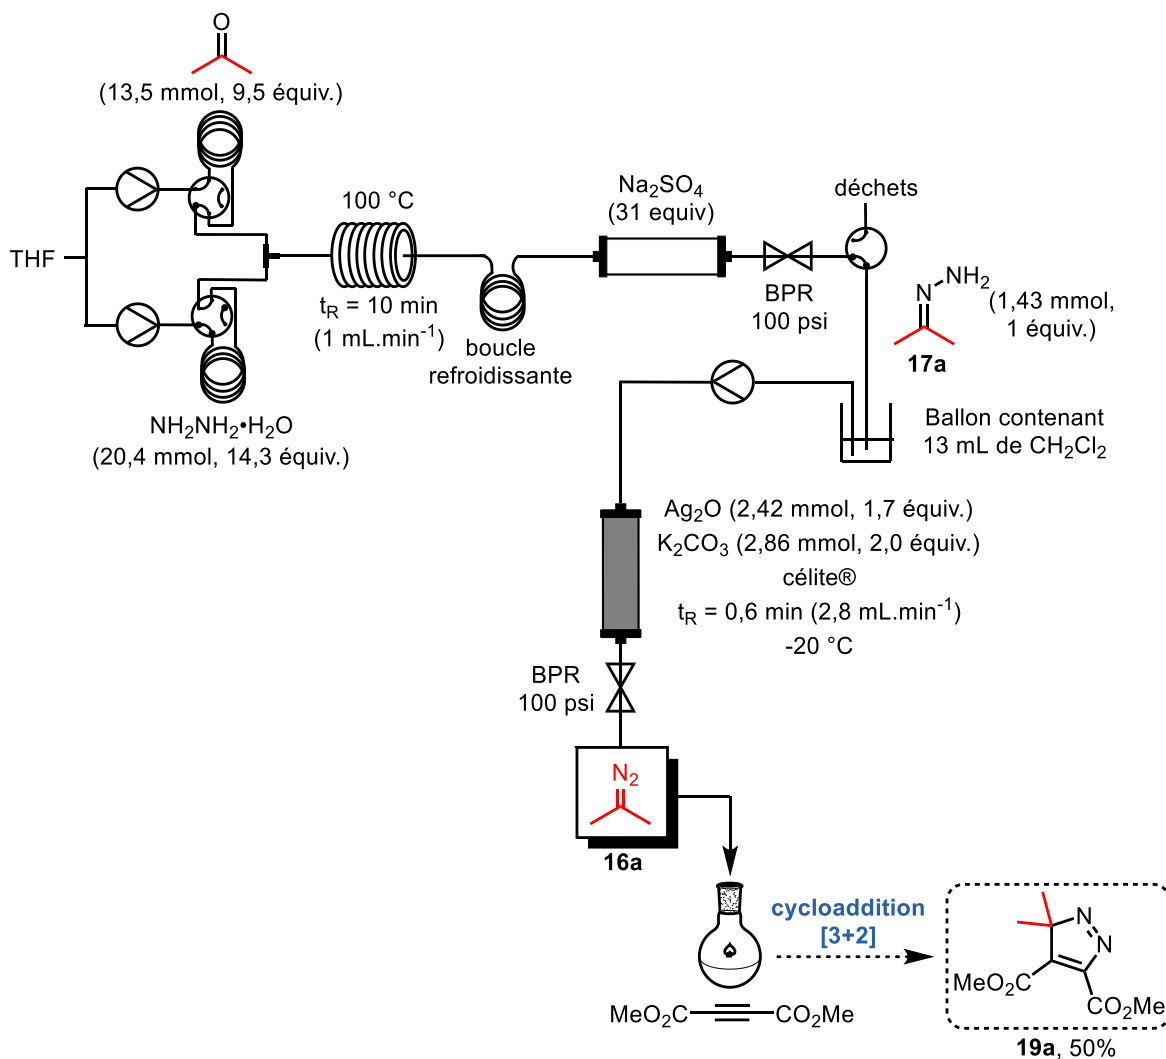 O
(13,5 mmol, 9,5 équiv.)
THF
100 °C
tR = 10 min
(1 mL.min-1)
boucle
refroidissante
NH2NH2•H2O
(20,4 mmol, 14,3 équiv.)
Na2SO4
(31 equiv)
BPR
100 psi
déchets
N
NH2
(1,43 mmol,
1 équiv.)
17a
Ballon contenant
13 mL de CH2Cl2
Ag2O (2,42 mmol, 1,7 équiv.)
K2CO3 (2,86 mmol, 2,0 équiv.)
célite®
tR = 0,6 min (2,8 mL.min-1)
-20 °C
BPR
100 psi
N2
16a
cycloaddition
[3+2]
MeO2C
CO2Me
N
N
MeO2C
CO2Me
19a, 50%